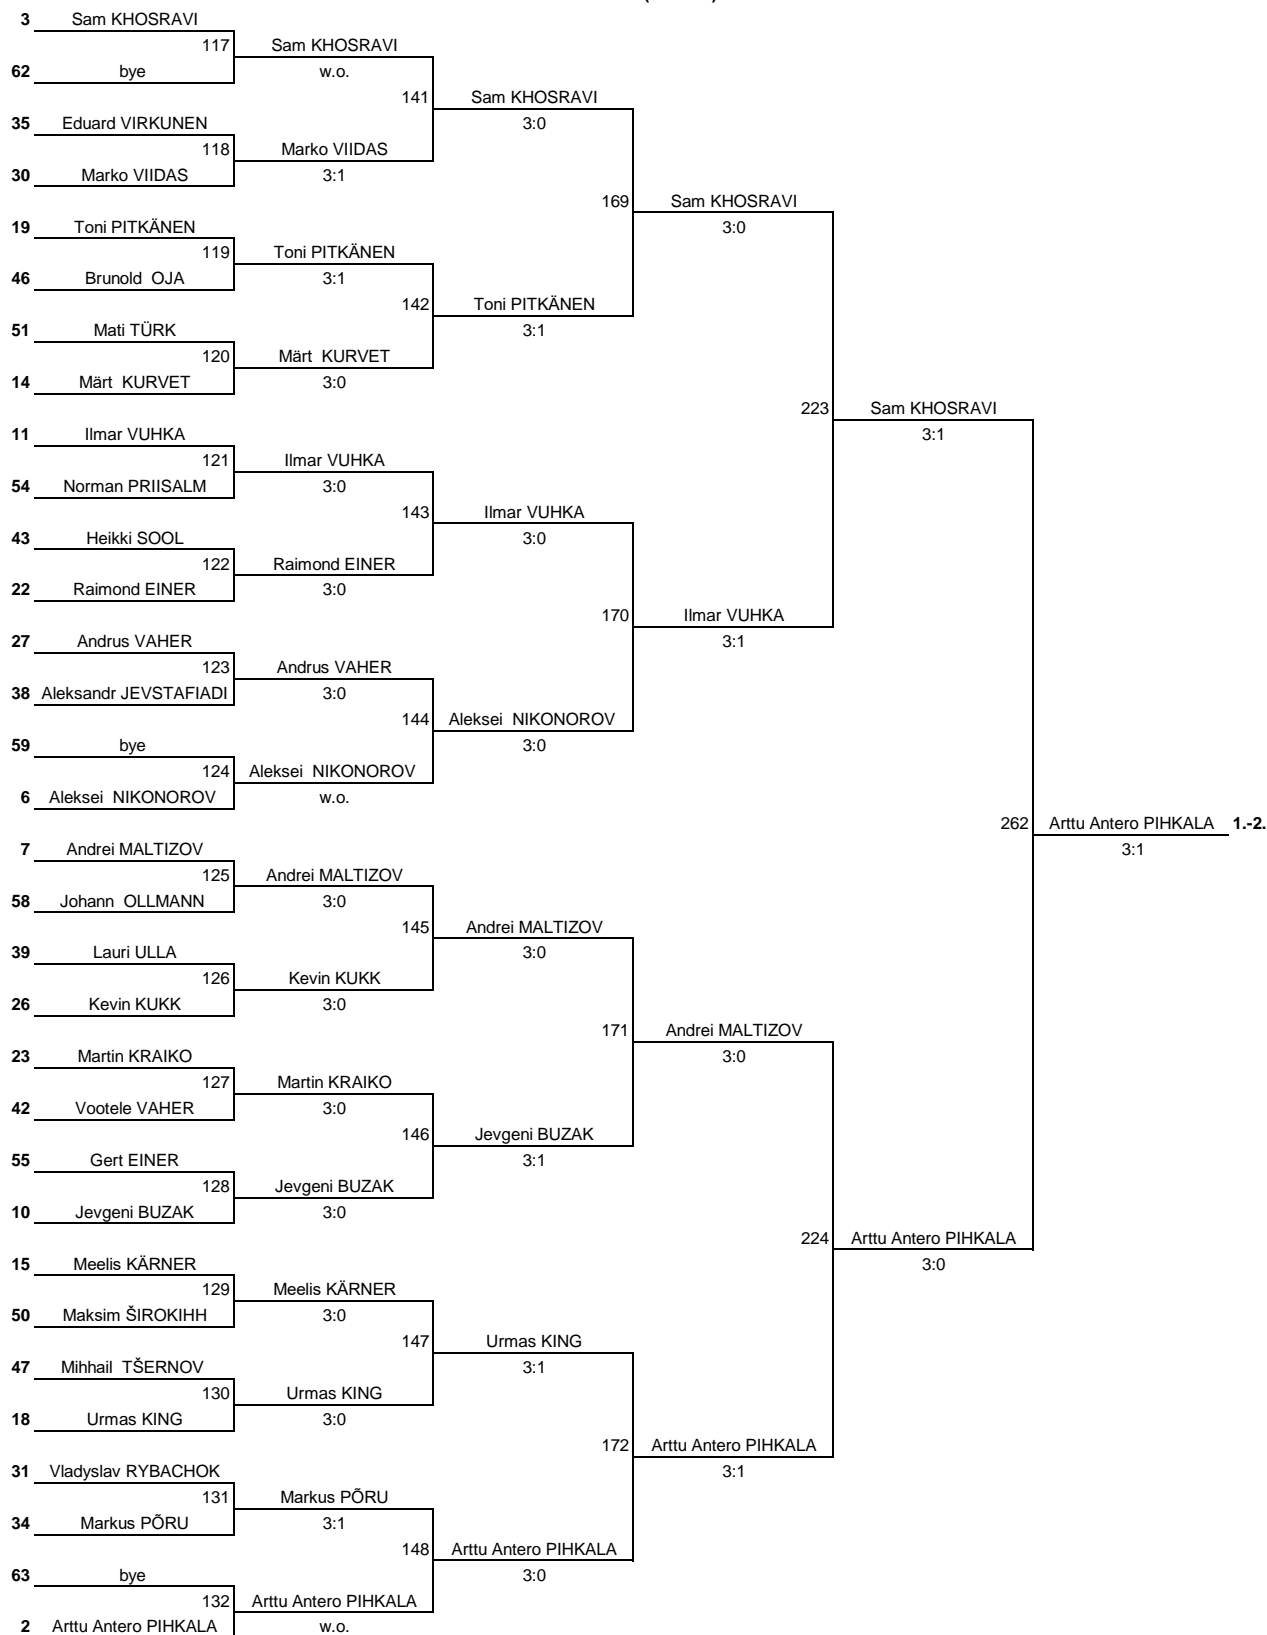 3 Sam KHOSRAVI
117 Sam KHOSRAVI
62 bye w.o.
141 Sam KHOSRAVI
35 Eduard VIRKUNEN 3:0
118 Marko VIIDAS
30 Marko VIIDAS 3:1
169 Sam KHOSRAVI
19 Toni PITKÄNEN 3:0
119 Toni PITKÄNEN
46 Brunold OJA 3:1
142 Toni PITKÄNEN
51 Mati TÜRK 3:1
120 Märt KURVET
14 Märt KURVET 3:0
223 Sam KHOSRAVI
11 Ilmar VUHKA 3:1
121 Ilmar VUHKA
54 Norman PRIISALM 3:0
143 Ilmar VUHKA
43 Heikki SOOL 3:0
122 Raimond EINER
22 Raimond EINER 3:0
170 Ilmar VUHKA
27 Andrus VAHER 3:1
123 Andrus VAHER
38 Aleksandr JEVSTAFIADI 3:0
144 Aleksei NIKONOROV
59 bye 3:0
124 Aleksei NIKONOROV
6 Aleksei NIKONOROV w.o.
262 Arttu Antero PIHKALA 1.-2.
7 Andrei MALTIZOV 3:1
125 Andrei MALTIZOV
58 Johann OLLMANN 3:0
145 Andrei MALTIZOV
39 Lauri ULLA 3:0
126 Kevin KUKK
26 Kevin KUKK 3:0
171 Andrei MALTIZOV
23 Martin KRAIKO 3:0
127 Martin KRAIKO
42 Vootele VAHER 3:0
146 Jevgeni BUZAK
55 Gert EINER 3:1
128 Jevgeni BUZAK
10 Jevgeni BUZAK 3:0
224 Arttu Antero PIHKALA
15 Meelis KÄRNER 3:0
129 Meelis KÄRNER
50 Maksim ŠIROKIHH 3:0
147 Urmas KING
47 Mihhail TŠERNOV 3:1
130 Urmas KING
18 Urmas KING 3:0
172 Arttu Antero PIHKALA
31 Vladyslav RYBACHOK 3:1
131 Markus PÕRU
34 Markus PÕRU 3:1
148 Arttu Antero PIHKALA
63 bye 3:0
132 Arttu Antero PIHKALA
2 Arttu Antero PIHKALA w.o.